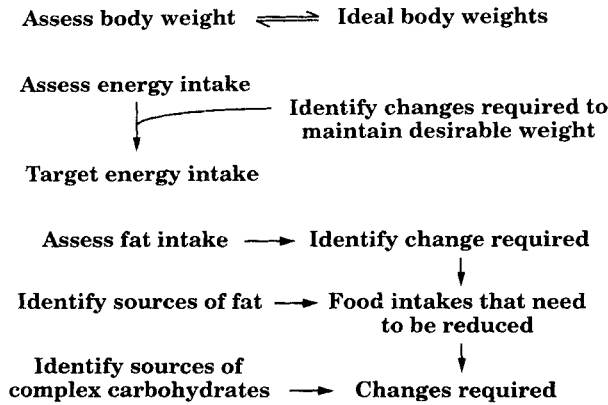 Assess body weight
Ideal body weights
Assess energy intake
Identify changes required to
maintain desirable weight
Target energy intake
Assess fat intake
Identify change required
Identify sources of fat
Food intakes that need
to be reduced
Identify sources of
complex carbohydrates
Changes required